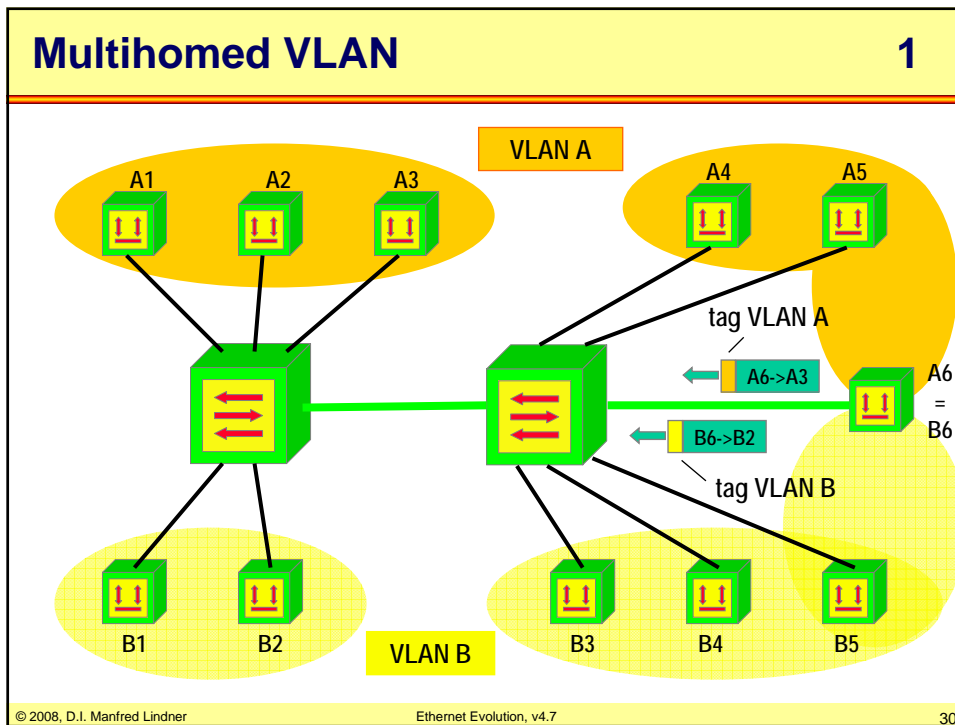 Multihomed VLAN 1
VLAN A
A1 A2 A3 A4 A5
tag VLAN A
A6->A3
A6
=
B6
B6->B2
tag VLAN B
B1 B2 B3 B4 B5
VLAN B
© 2008, D.I. Manfred Lindner Ethernet Evolution, v4.7 30